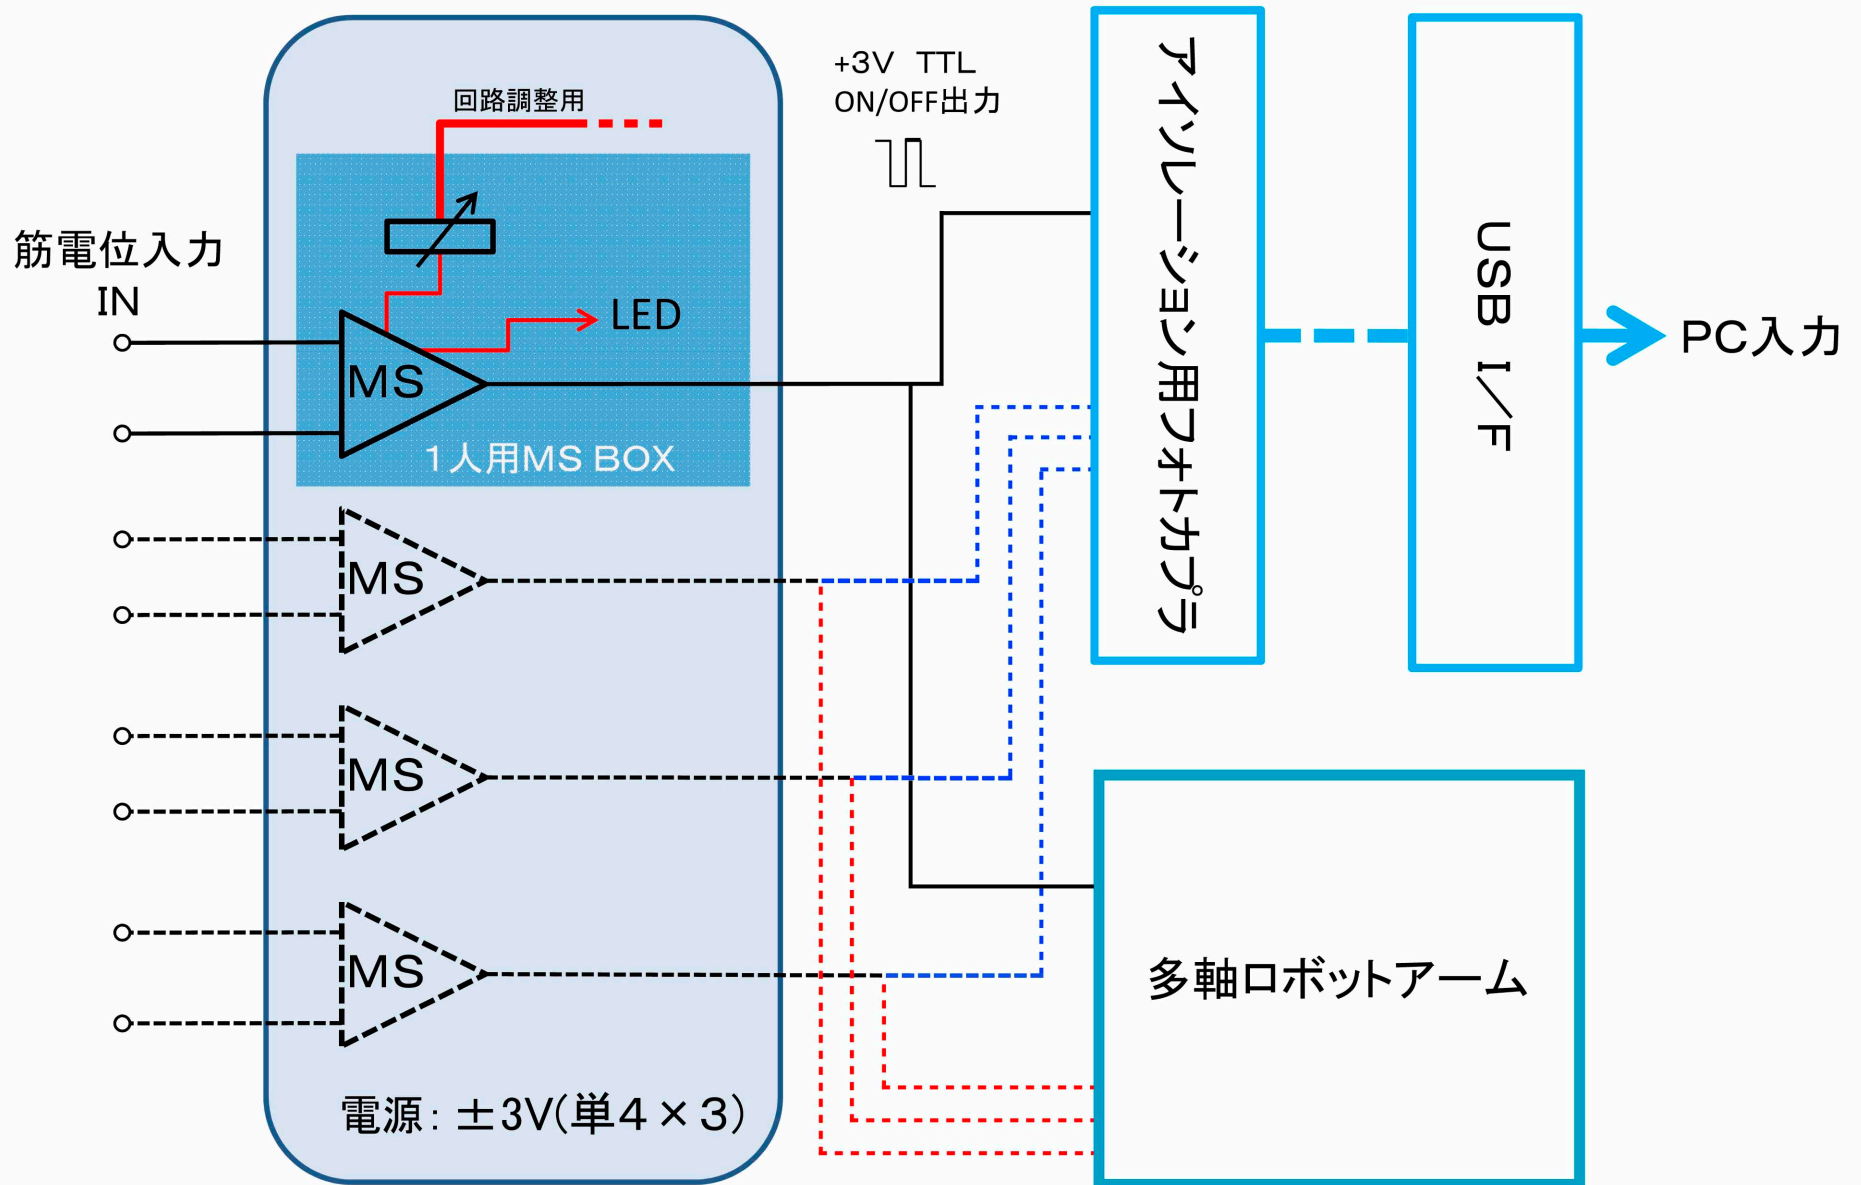 回路調整用
+3V TTL
ON/OFF出力
筋電位入力
IN
LED
MS
1人用MS BOX
MS
MS
MS
電源:±3V(単4×3)
アイソレーション用フォトカプラ
USB I/F
PC入力
多軸ロボットアーム